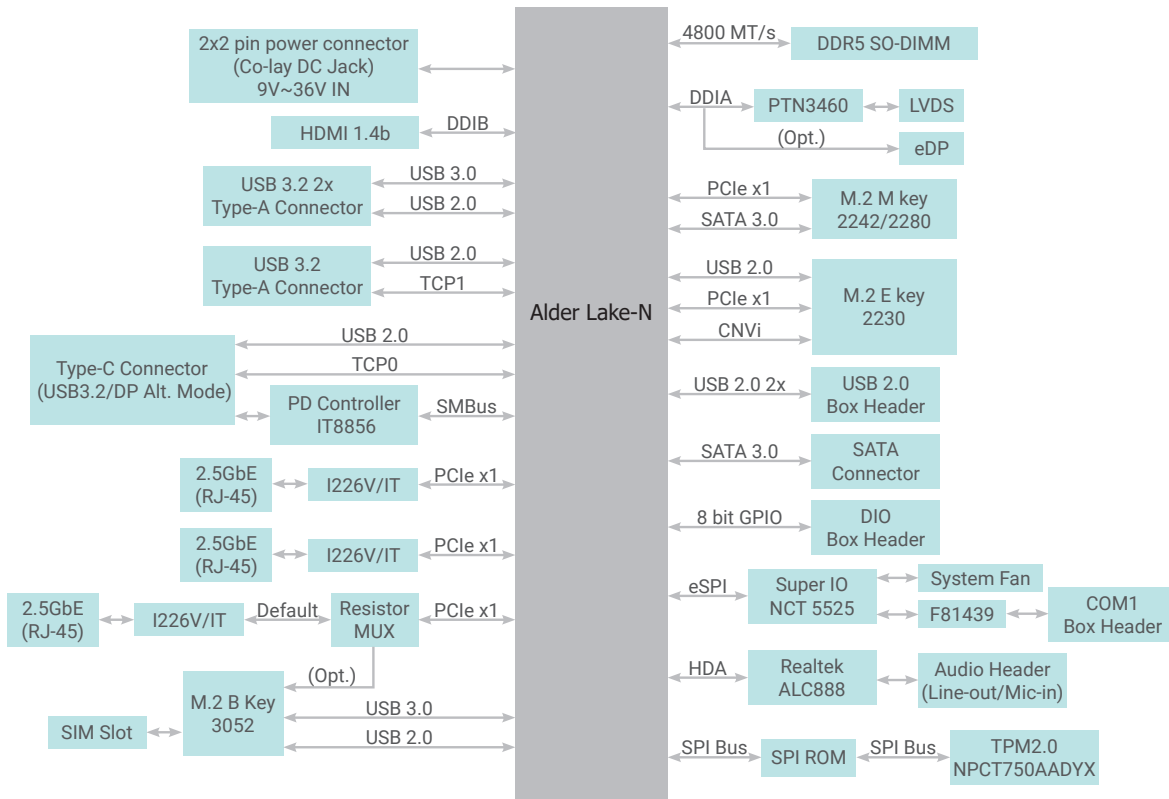 2x2 pin power connector
(Co-lay DC Jack)
9V~36V IN
HDMI 1.4b
DDIB
USB 3.2 2x
Type-A Connector
USB 3.0
USB 2.0
USB 3.2
Type-A Connector
USB 2.0
TCP1
Type-C Connector
(USB3.2/DP Alt. Mode)
USB 2.0
TCP0
PD Controller
IT8856
SMBus
2.5GbE
(RJ-45)
I226V/IT
PCIe x1
2.5GbE
(RJ-45)
I226V/IT
PCIe x1
2.5GbE
(RJ-45)
I226V/IT
Default
Resistor
MUX
PCIe x1
(Opt.)
SIM Slot
M.2 B Key
3052
USB 3.0
USB 2.0
Alder Lake-N
4800 MT/s
DDR5 SO-DIMM
DDIA
PTN3460
LVDS
(Opt.)
eDP
PCIe x1
SATA 3.0
M.2 M key
2242/2280
USB 2.0
PCIe x1
CNVi
M.2 E key
2230
USB 2.0 2x
USB 2.0
Box Header
SATA 3.0
SATA
Connector
8 bit GPIO
DIO
Box Header
eSPI
Super IO
NCT 5525
System Fan
F81439
COM1
Box Header
HDA
Realtek
ALC888
Audio Header
(Line-out/Mic-in)
SPI Bus
SPI ROM
SPI Bus
TPM2.0
NPCT750AADYX